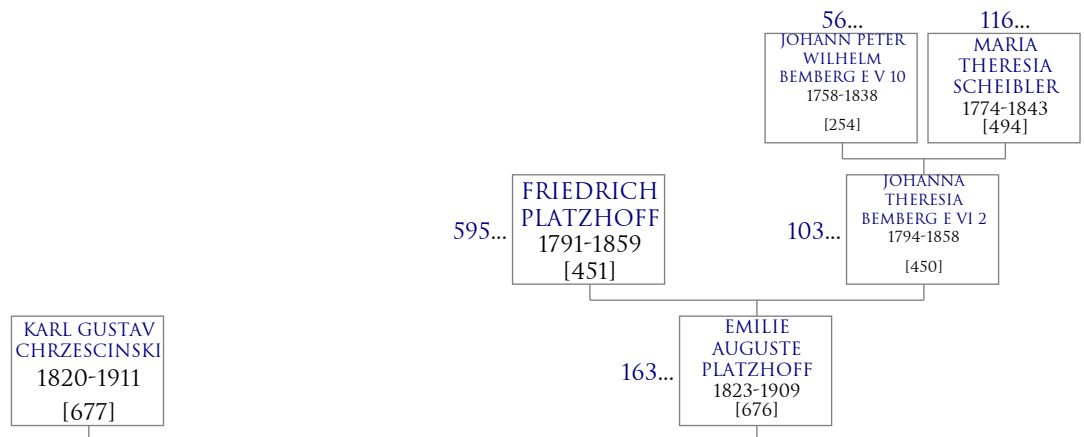 56...
116...
JOHANN PETER
WILHELM
BEMBERG E V 10
1758-1838
[254]
MARIA
THERESIA
SCHEIBLER
1774-1843
[494]
595...
FRIEDRICH
PLATZHOFF
1791-1859
[451]
103...
JOHANNA
THERESIA
BEMBERG E VI 2
1794-1858
[450]
KARL GUSTAV
CHRZESCINSKI
1820-1911
[677]
163...
EMILIE
AUGUSTE
PLATZHOFF
1823-1909
[676]